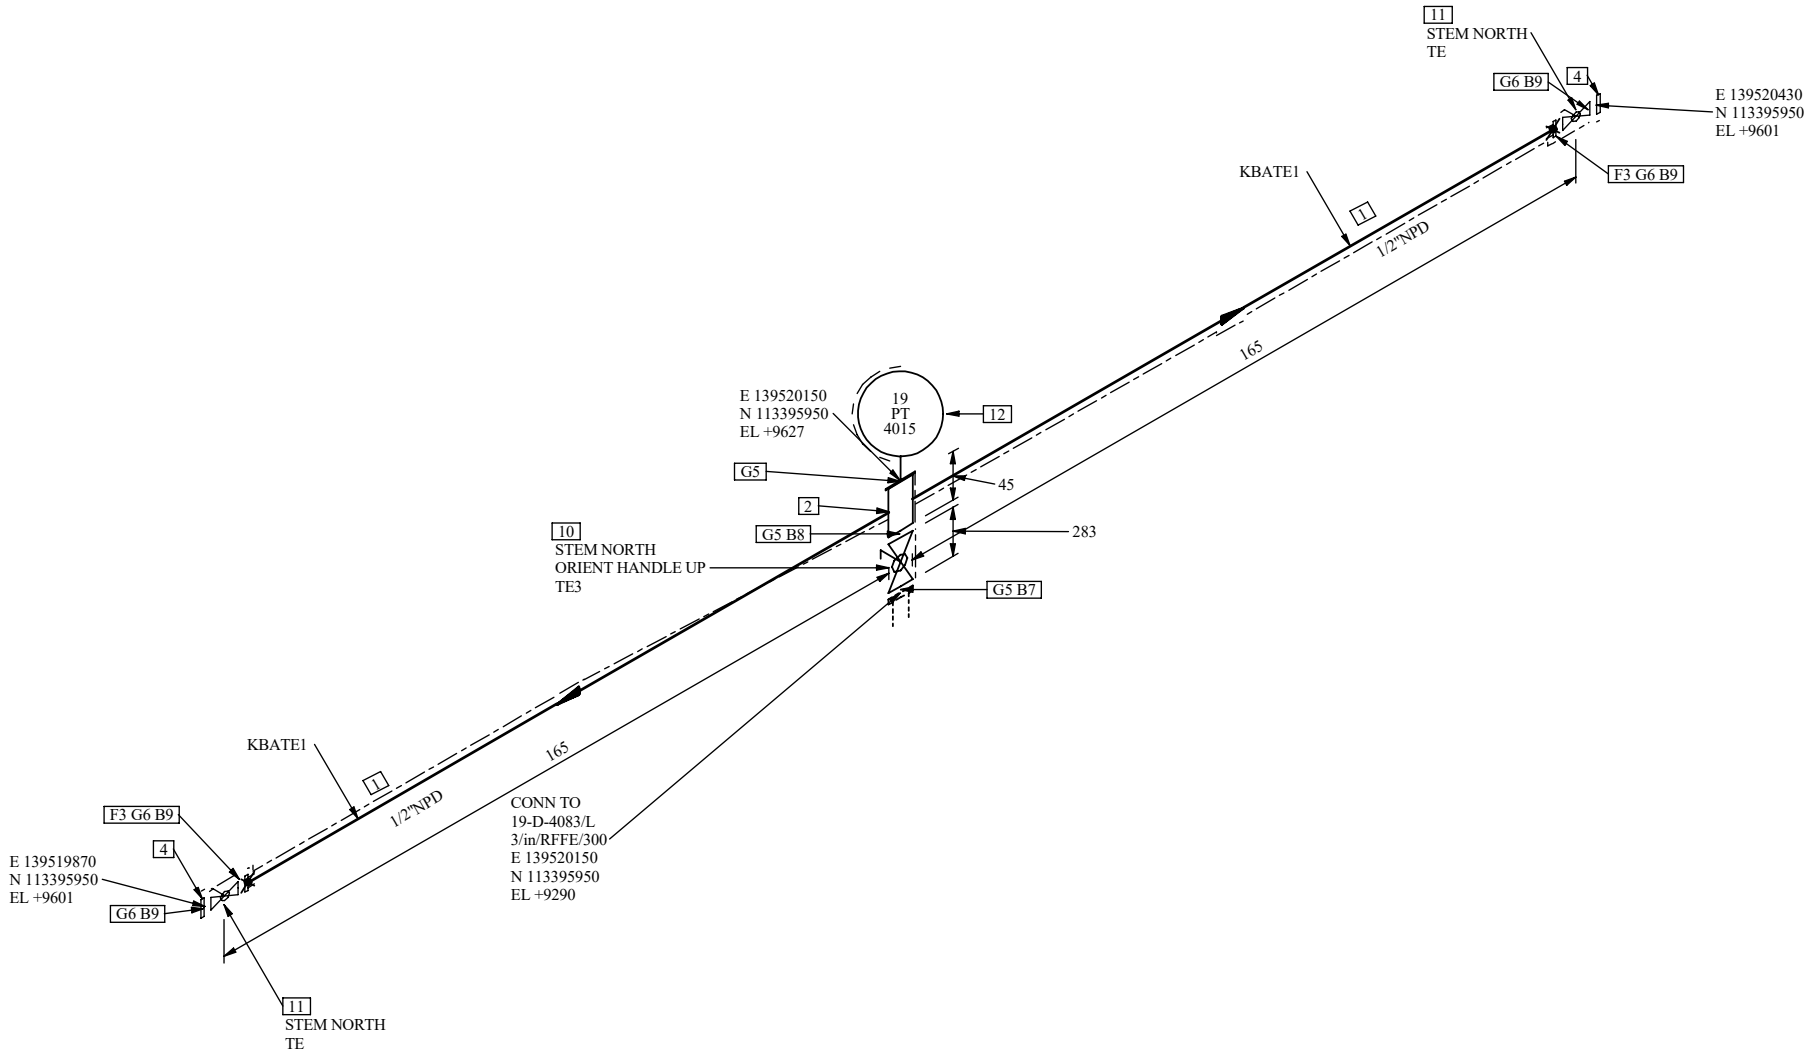 11
STEM NORTH
TE
G6 B9
4
E 139520430
N 113395950
EL +9601
F3 G6 B9
KBATE1
1
1/2"NPD
165
E 139520150
N 113395950
EL +9627
19
PT
4015
12
G5
45
2
G5 B8
283
10
STEM NORTH
ORIENT HANDLE UP
TE3
G5 B7
KBATE1
1
165
1/2"NPD
CONN TO
19-D-4083/L
3/in/RFFE/300
E 139520150
N 113395950
EL +9290
F3 G6 B9
4
E 139519870
N 113395950
EL +9601
G6 B9
11
STEM NORTH
TE